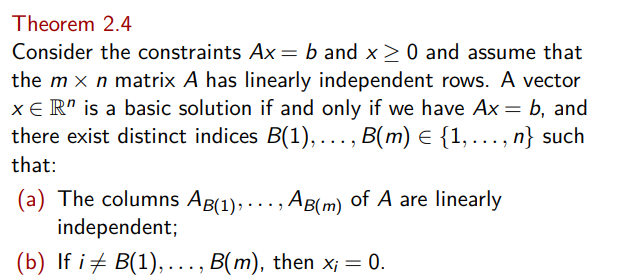 Theorem 2.4
Consider the constraints Ax = b and x ≥ 0 and assume that
the m × n matrix A has linearly independent rows. A vector
x ∈ ℝⁿ is a basic solution if and only if we have Ax = b, and
there exist distinct indices B(1), . . . , B(m) ∈ {1, . . . , n} such
that:
(a) The columns A_{B(1)}, . . . , A_{B(m)} of A are linearly
independent;
(b) If i ≠ B(1), . . . , B(m), then x_i = 0.